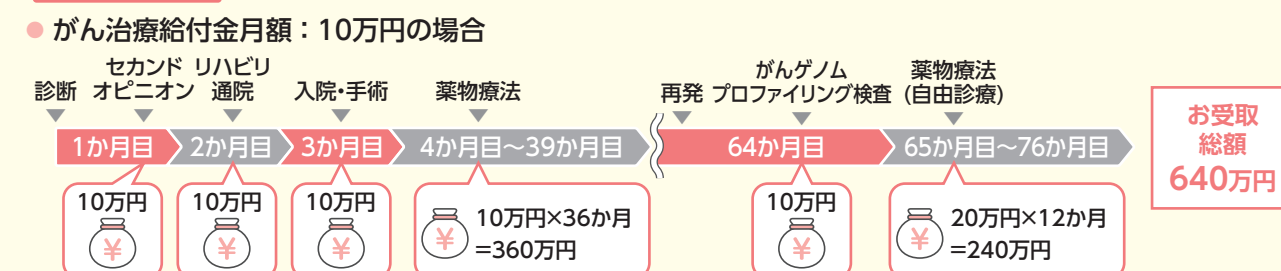 ● がん治療給付金月額：10万円の場合
診断
セカンド
オピニオン
リハビリ
通院
入院・手術
薬物療法
再発
がんゲノム
プロファイリング検査
薬物療法
(自由診療)
1か月目
2か月目
3か月目
4か月目～39か月目
64か月目
65か月目～76か月目
10万円
¥
10万円
¥
10万円
¥
¥
10万円×36か月
=360万円
10万円
¥
¥
20万円×12か月
=240万円
お受取
総額
640万円